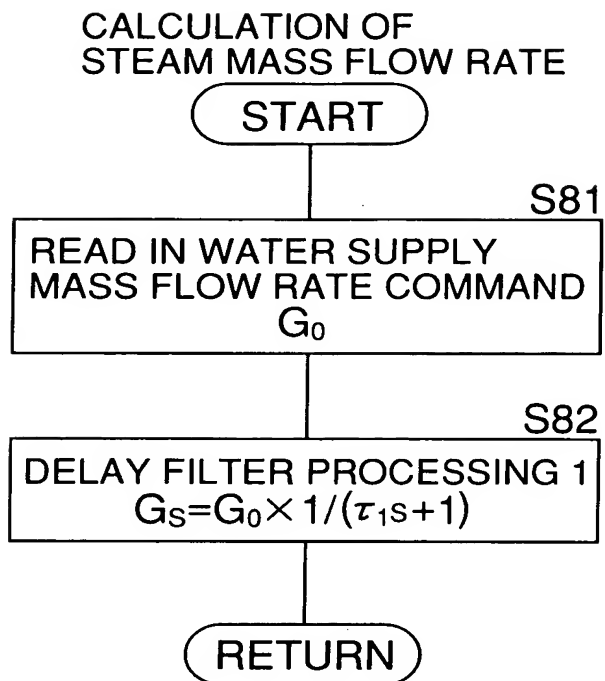 CALCULATION OF
STEAM MASS FLOW RATE
START
S81
READ IN WATER SUPPLY
MASS FLOW RATE COMMAND
G₀
S82
DELAY FILTER PROCESSING 1
Gs=G₀×1/(τ₁s+1)
RETURN